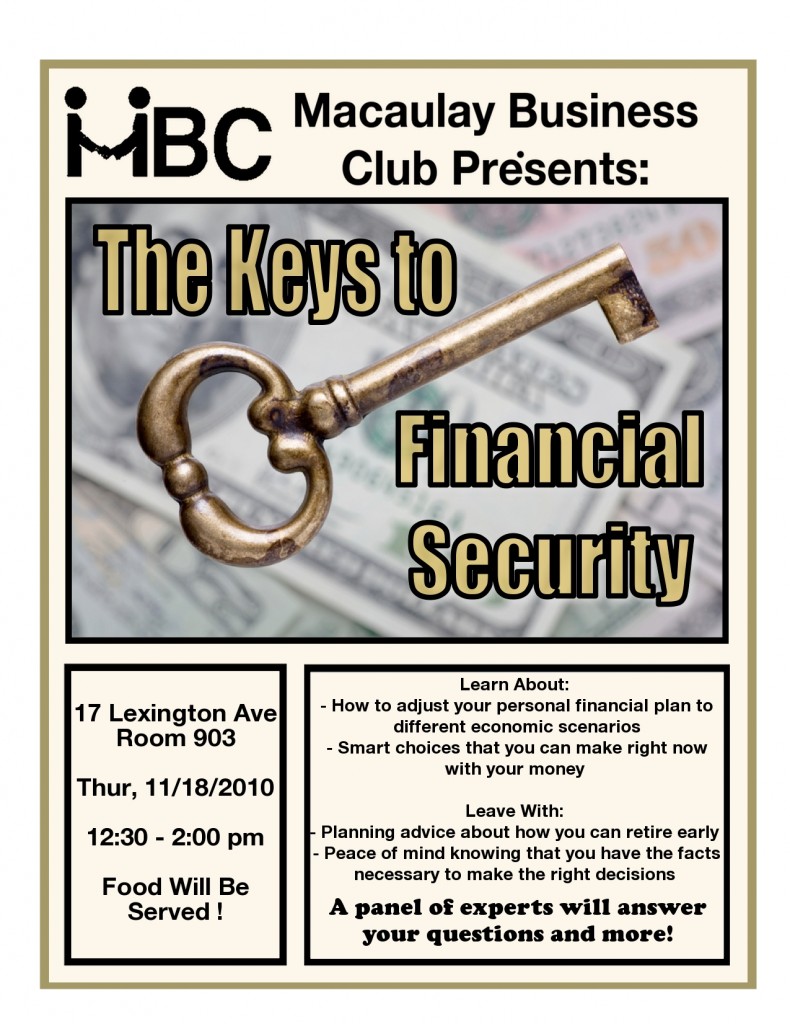 MBC
Macaulay Business
Club Presents:
The Keys to
Financial
Security
17 Lexington Ave
Room 903
Thur, 11/18/2010
12:30 - 2:00 pm
Food Will Be
Served !
Learn About:
- How to adjust your personal financial plan to
different economic scenarios
- Smart choices that you can make right now
with your money
Leave With:
- Planning advice about how you can retire early
- Peace of mind knowing that you have the facts
necessary to make the right decisions
A panel of experts will answer
your questions and more!